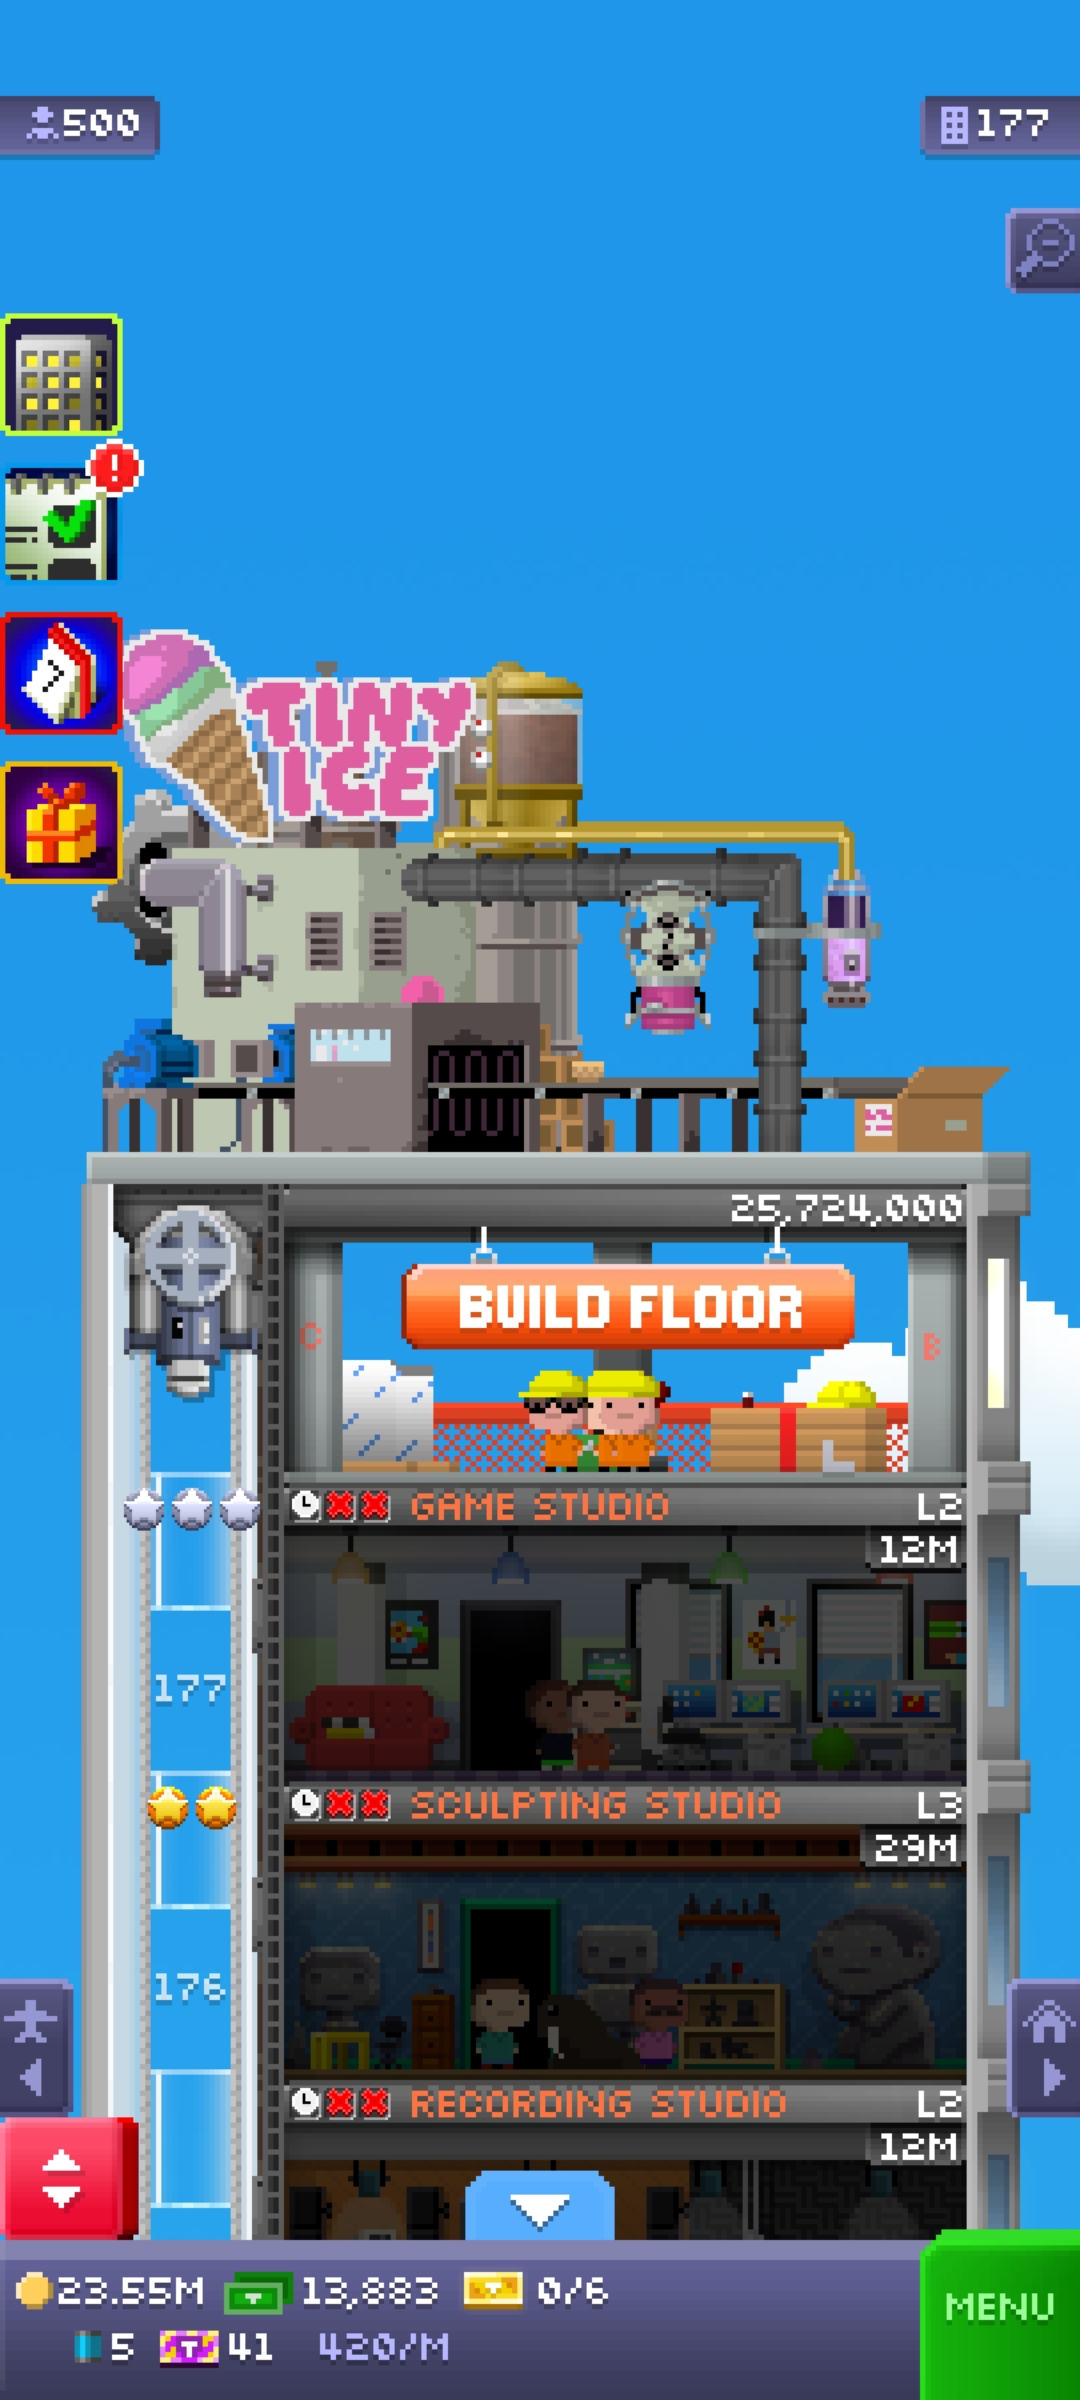 500
177
TINY
ICE
25,724,000
BUILD FLOOR
C
B
L
GAME STUDIO L2
12M
177
SCULPTING STUDIO L3
29M
176
RECORDING STUDIO L2
12M
23.55M 13,883 0/6
MENU
5 T 41 420/M